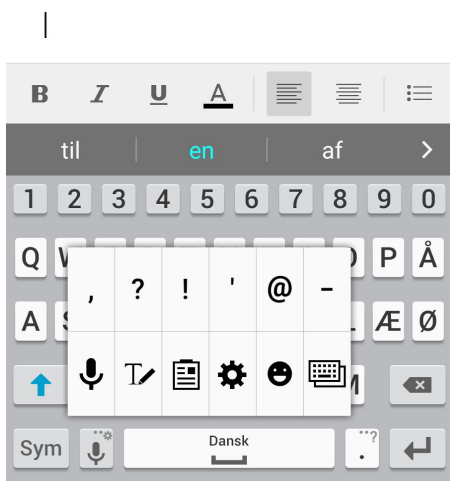 B I U A
til en af
1 2 3 4 5 6 7 8 9 0
Q P Å
, ? ! ' @ -
A Æ Ø
T
M
Sym Dansk . ?